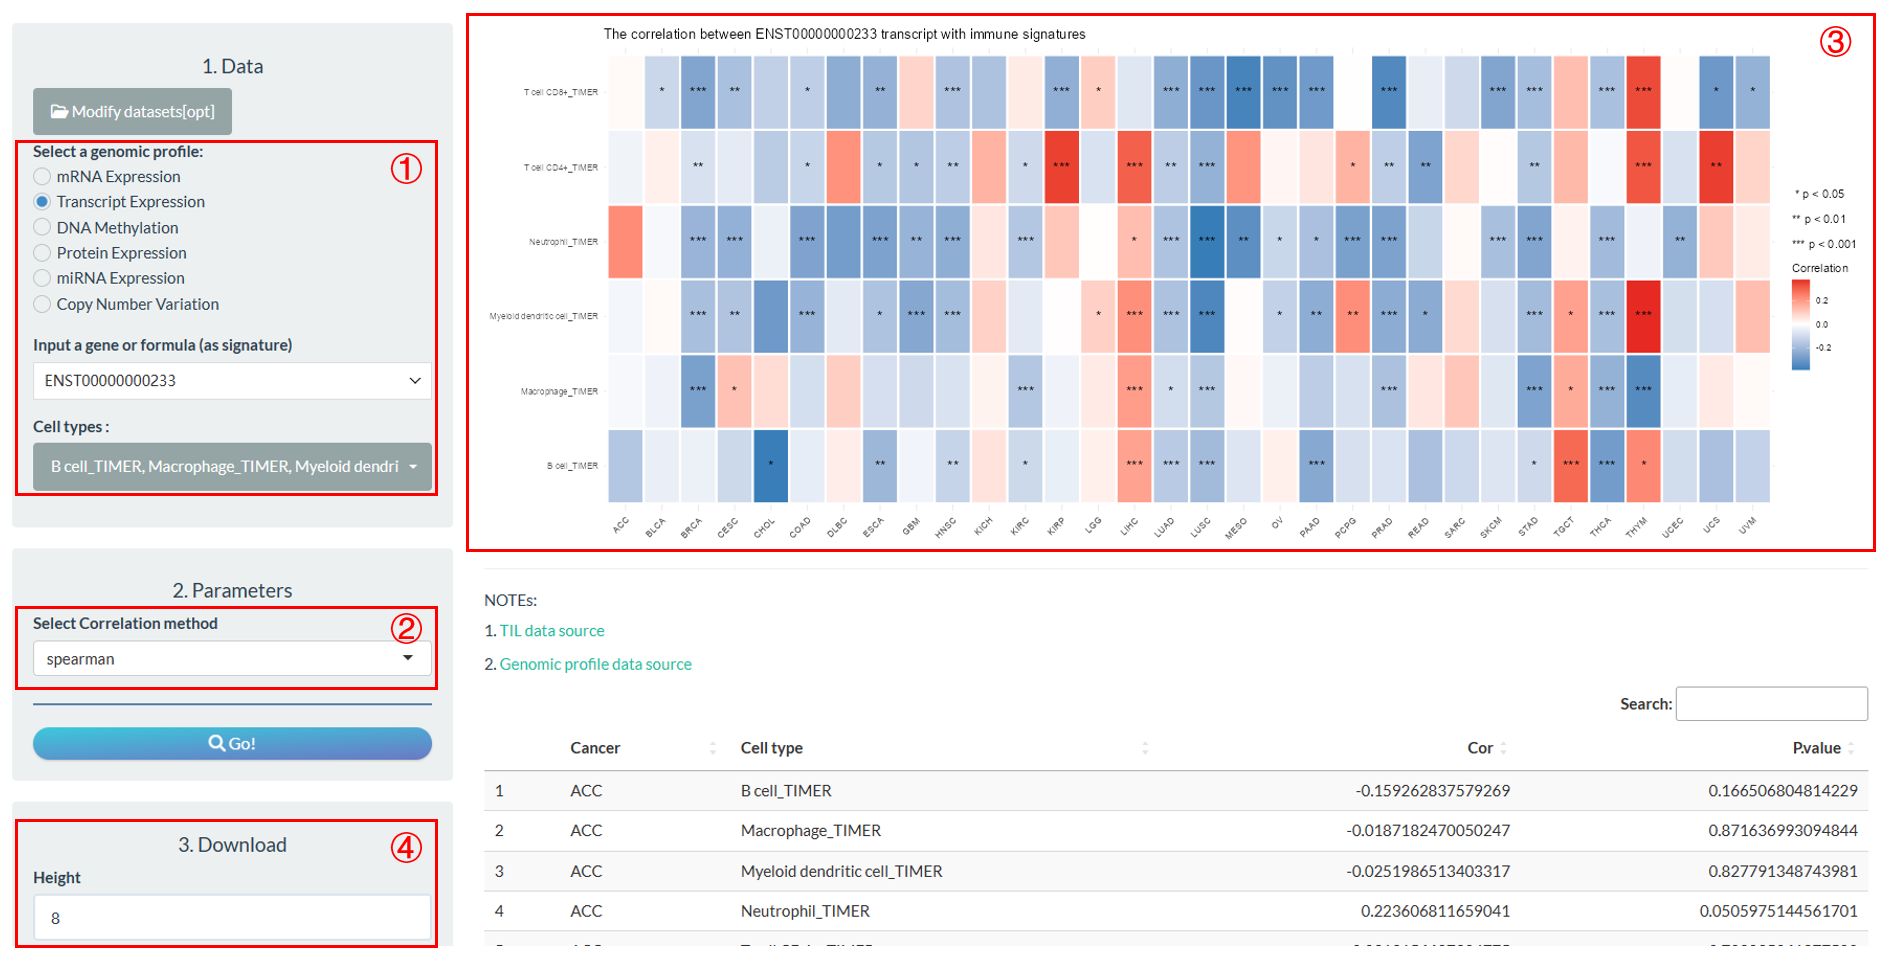 1. Data
Modify datasets[opt]
Select a genomic profile:
①
mRNA Expression
Transcript Expression
DNA Methylation
Protein Expression
miRNA Expression
Copy Number Variation
Input a gene or formula (as signature)
ENST00000000233
Cell types :
B cell_TIMER, Macrophage_TIMER, Myeloid dendri
2. Parameters
Select Correlation method
②
spearman
Go!
3. Download
④
Height
8
The correlation between ENST00000000233 transcript with immune signatures
③
T cell CD8+_TIMER
* *** ** * ** *** *** * *** *** *** *** *** *** *** *** *** *** * *
T cell CD4+_TIMER
** * * * ** * *** *** ** *** * ** ** ** *** **
Neutrophil_TIMER
*** *** *** *** ** *** *** * *** *** ** * * *** *** *** *** *** **
Myeloid dendritic cell_TIMER
*** ** *** * *** *** * *** *** *** * ** ** *** * *** * *** ***
Macrophage_TIMER
*** * *** *** * *** *** *** * *** ***
B cell_TIMER
* ** ** * *** *** *** *** * *** *** *
ACC BLCA BRCA CESC CHOL COAD DLBC ESCA GBM HNSC KICH KIRC KIRP LGG LIHC LUAD LUSC MESO OV PAAD PCPG PRAD READ SARC SKCM STAD TGCT THCA THYM UCEC UCS UVM
* p < 0.05
** p < 0.01
*** p < 0.001
Correlation
0.2
0.0
-0.2
NOTEs:
1. TIL data source
2. Genomic profile data source
Search:
Cancer Cell type Cor P.value
1 ACC B cell_TIMER -0.159262837579269 0.166506804814229
2 ACC Macrophage_TIMER -0.0187182470050247 0.871636993094844
3 ACC Myeloid dendritic cell_TIMER -0.0251986513403317 0.827791348743981
4 ACC Neutrophil_TIMER 0.223606811659041 0.0505975144561701